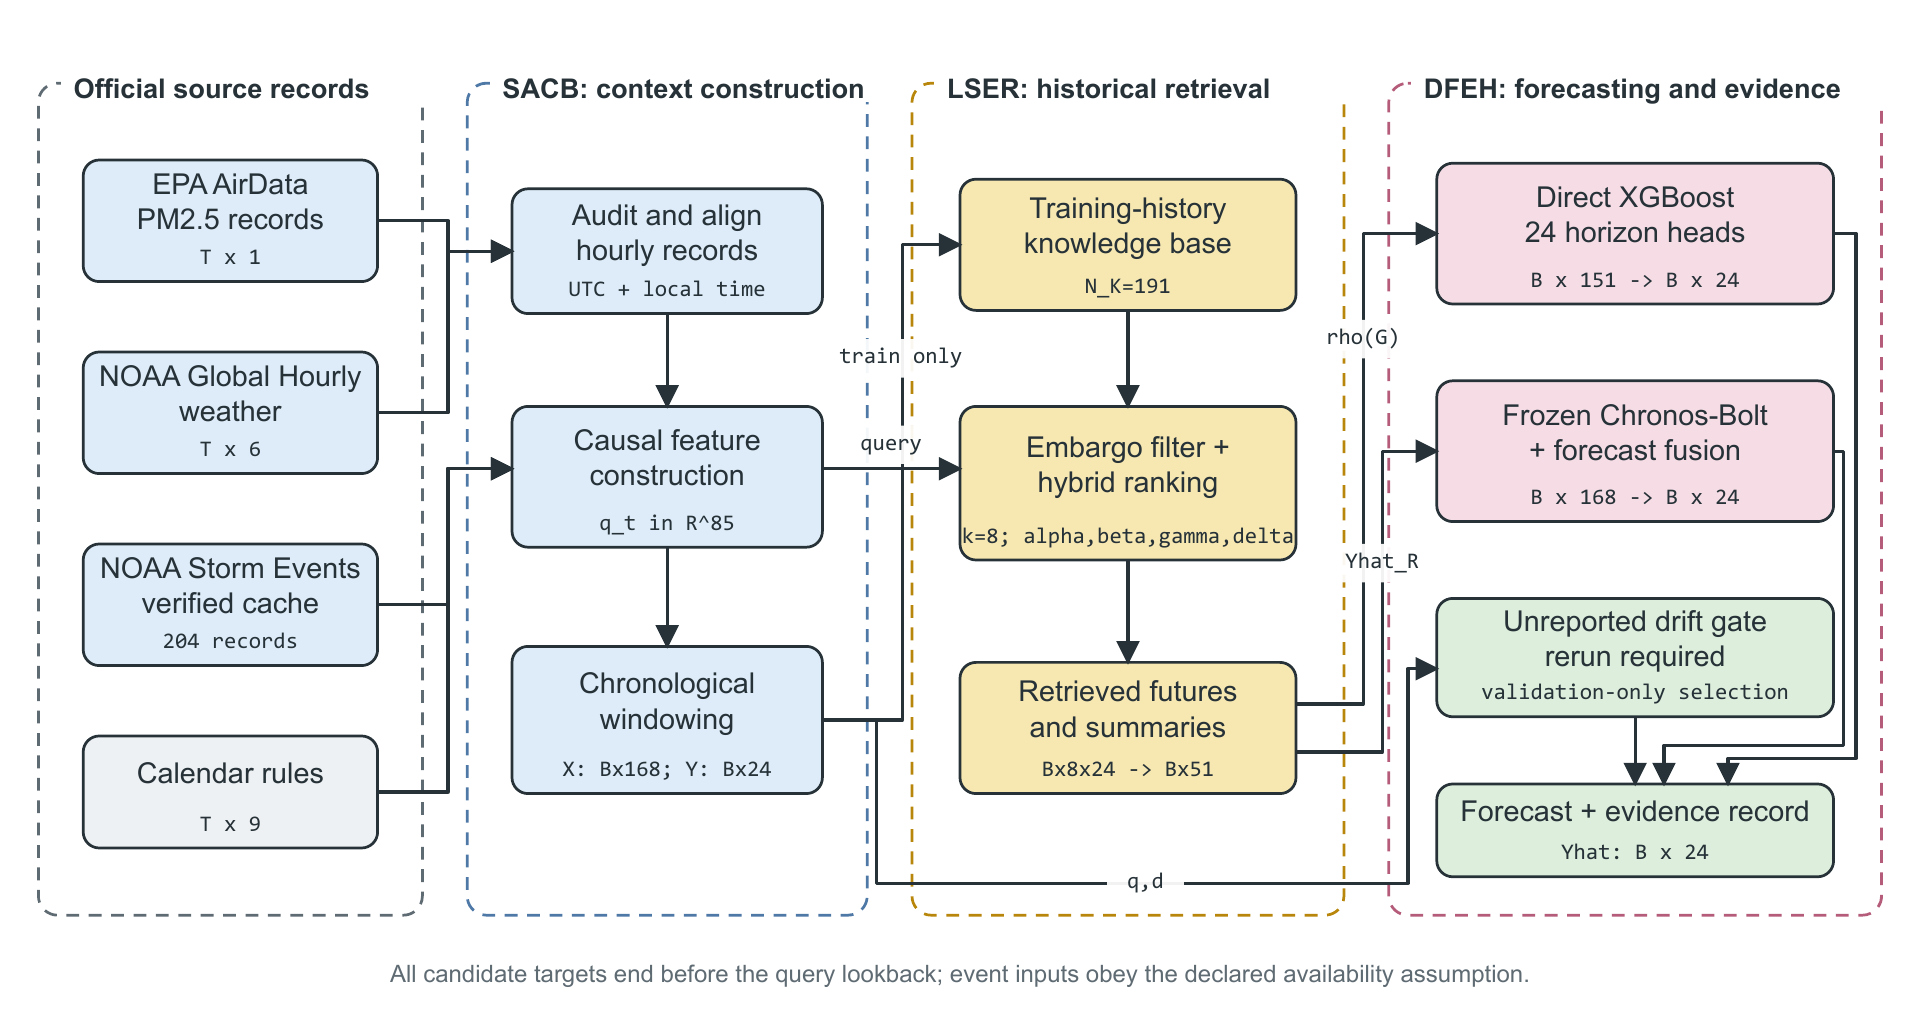 Official source records
EPA AirData
PM2.5 records
T x 1
NOAA Global Hourly
weather
T x 6
NOAA Storm Events
verified cache
204 records
Calendar rules
T x 9
SACB: context construction
Audit and align
hourly records
UTC + local time
Causal feature
construction
q_t in R^85
Chronological
windowing
X: Bx168; Y: Bx24
train only
query
q,d
LSER: historical retrieval
Training-history
knowledge base
N_K=191
Embargo filter +
hybrid ranking
k=8; alpha,beta,gamma,delta
Retrieved futures
and summaries
Bx8x24 -> Bx51
rho(G)
Yhat_R
DFEH: forecasting and evidence
Direct XGBoost
24 horizon heads
B x 151 -> B x 24
Frozen Chronos-Bolt
+ forecast fusion
B x 168 -> B x 24
Unreported drift gate
rerun required
validation-only selection
Forecast + evidence record
Yhat: B x 24
All candidate targets end before the query lookback; event inputs obey the declared availability assumption.